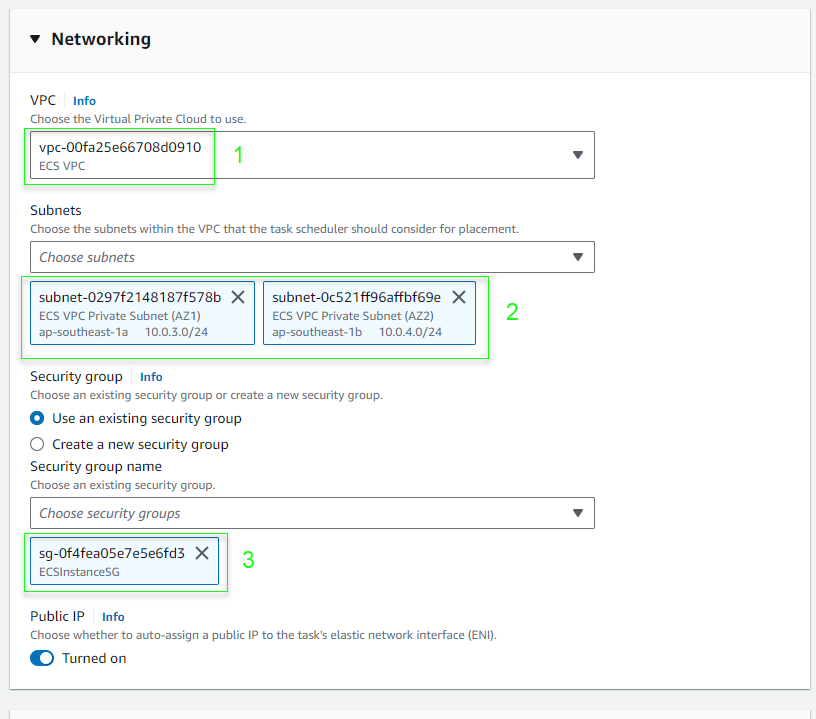 Networking
VPC Info
Choose the Virtual Private Cloud to use.
vpc-00fa25e66708d0910
ECS VPC
1
Subnets
Choose the subnets within the VPC that the task scheduler should consider for placement.
Choose subnets
subnet-0297f2148187f578b
ECS VPC Private Subnet (AZ1)
ap-southeast-1a 10.0.3.0/24
subnet-0c521ff96affbf69e
ECS VPC Private Subnet (AZ2)
ap-southeast-1b 10.0.4.0/24
2
Security group Info
Choose an existing security group or create a new security group.
Use an existing security group
Create a new security group
Security group name
Choose an existing security group.
Choose security groups
sg-0f4fea05e7e5e6fd3
ECSInstanceSG
3
Public IP Info
Choose whether to auto-assign a public IP to the task's elastic network interface (ENI).
Turned on